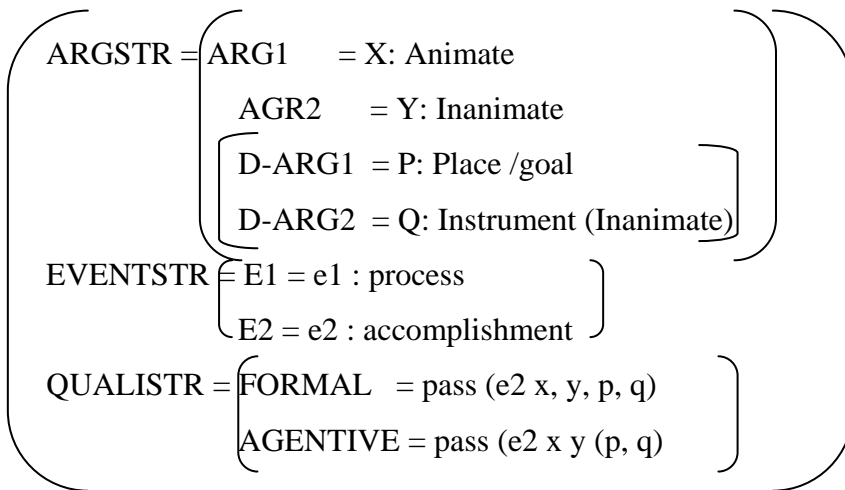 ARGSTR = ARG1 = X: Animate
AGR2 = Y: Inanimate
D-ARG1 = P: Place /goal
D-ARG2 = Q: Instrument (Inanimate)
EVENTSTR = E1 = e1 : process
E2 = e2 : accomplishment
QUALISTR = FORMAL = pass (e2 x, y, p, q)
AGENTIVE = pass (e2 x y (p, q)